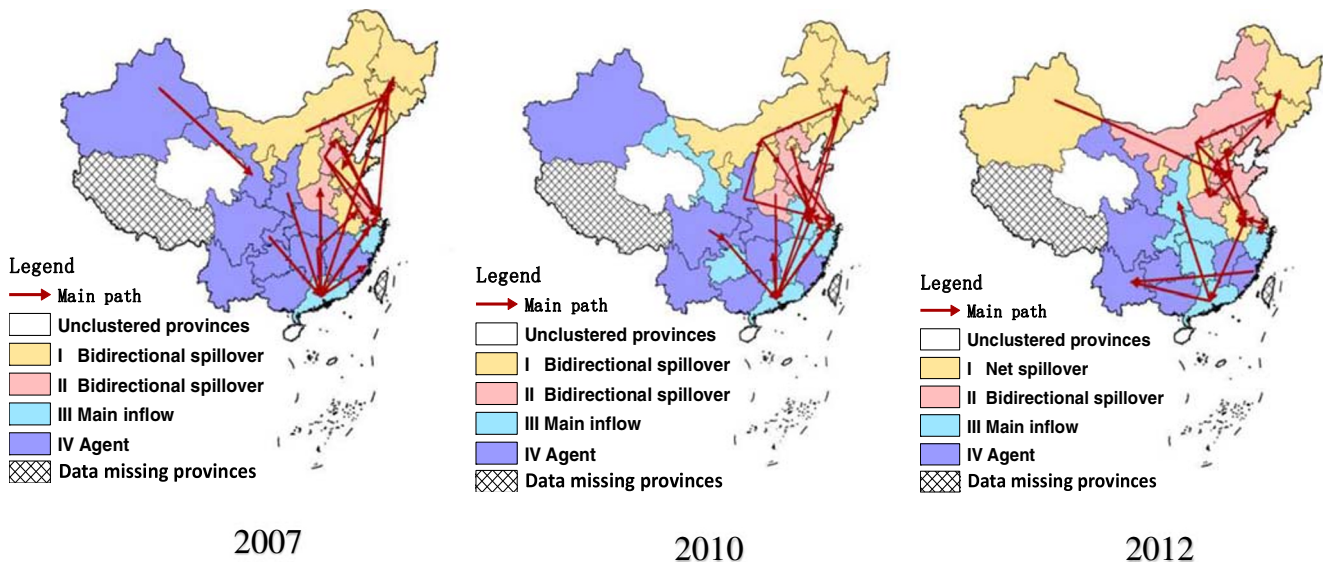 Legend
Main path
Unclustered provinces
I Bidirectional spillover
II Bidirectional spillover
III Main inflow
IV Agent
Data missing provinces
2007
Legend
Main path
Unclustered provinces
I Bidirectional spillover
II Bidirectional spillover
III Main inflow
IV Agent
Data missing provinces
2010
Legend
Main path
Unclustered provinces
I Net spillover
II Bidirectional spillover
III Main inflow
IV Agent
Data missing provinces
2012